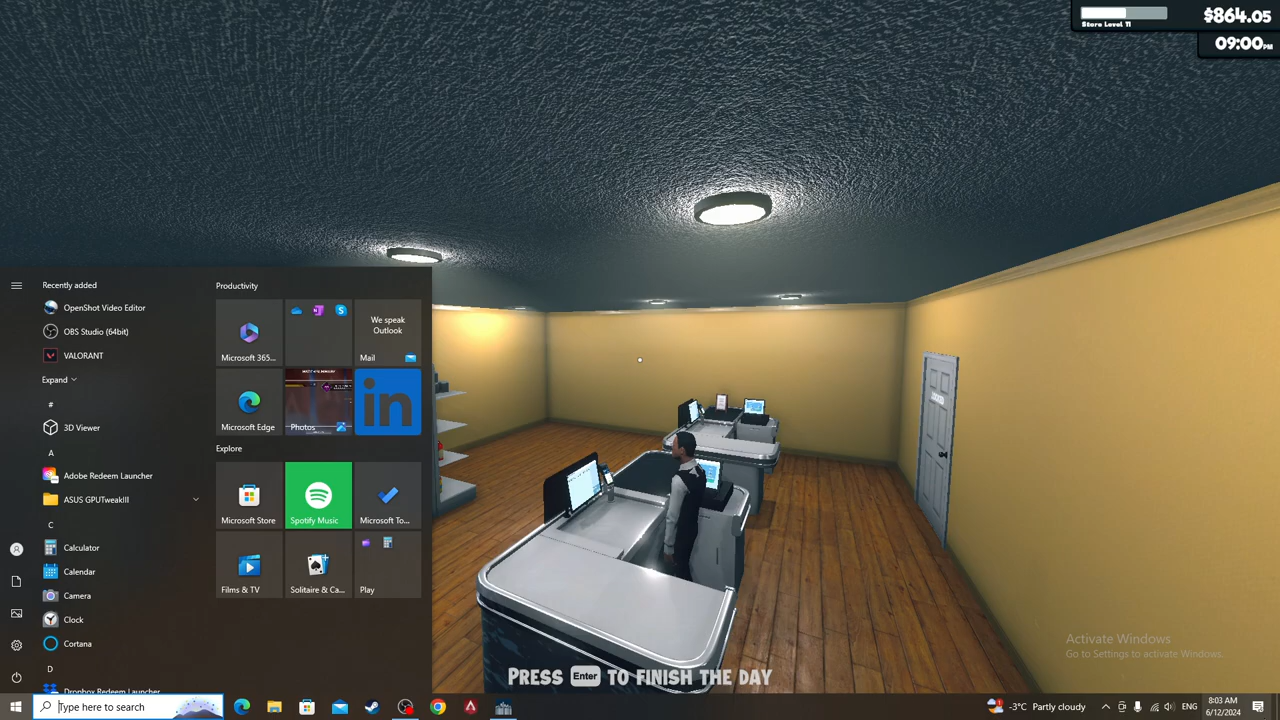 $864.05
Store Level 11
09:00PM
Recently added
OpenShot Video Editor
OBS Studio (64bit)
VALORANT
Expand
#
3D Viewer
A
Adobe Redeem Launcher
ASUS GPUTweakIII
C
Calculator
Calendar
Camera
Clock
Cortana
D
Dropbox Redeem Launcher
Productivity
Microsoft 365...
We speak
Outlook
Mail
Microsoft Edge
Photos
in
Explore
Microsoft Store
Spotify Music
Microsoft To...
Films & TV
Solitaire & Ca...
Play
PRESS Enter TO FINISH THE DAY
Activate Windows
Go to Settings to activate Windows.
Type here to search
-3°C Partly cloudy
ENG
8:03 AM
6/12/2024